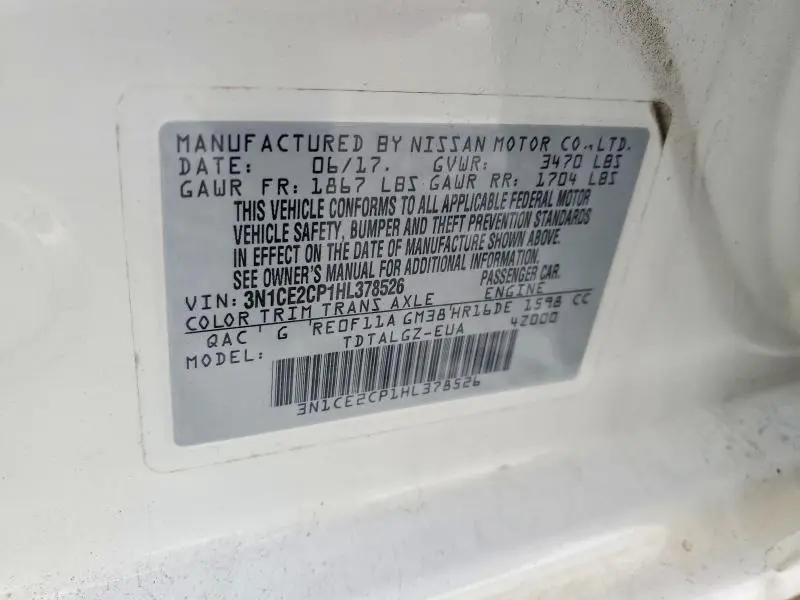 MANUFACTURED BY NISSAN MOTOR CO., LTD.
DATE: 06/17. GVWR: 3470 LBS
GAWR FR: 1867 LBS GAWR RR: 1704 LBS
THIS VEHICLE CONFORMS TO ALL APPLICABLE FEDERAL MOTOR
VEHICLE SAFETY, BUMPER AND THEFT PREVENTION STANDARDS
IN EFFECT ON THE DATE OF MANUFACTURE SHOWN ABOVE.
SEE OWNER'S MANUAL FOR ADDITIONAL INFORMATION.
VIN: 3N1CE2CP1HL378526 PASSENGER CAR.
COLOR TRIM TRANS AXLE ENGINE
QAC G RE0F11A GM38 HR16DE 1598 CC
MODEL: TDTALGZ-EUA 4Z000
3N1CE2CP1HL378526